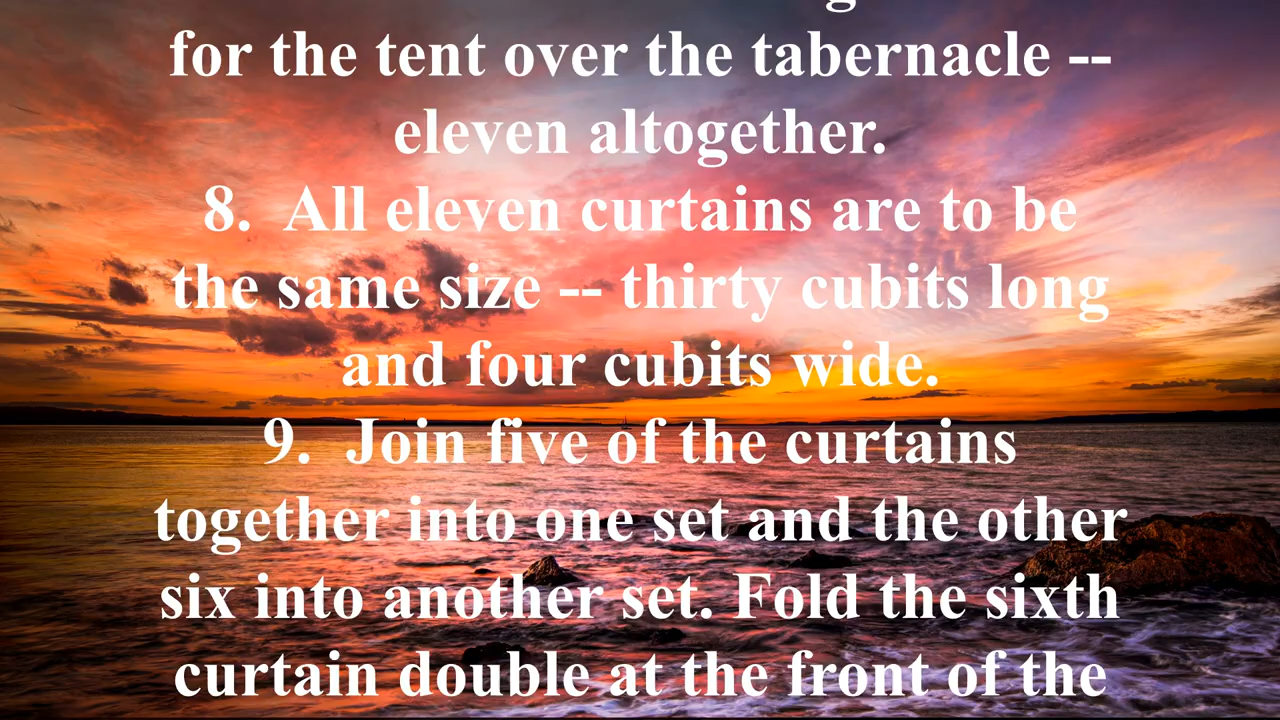 for the tent over the tabernacle --
eleven altogether.
8. All eleven curtains are to be
the same size -- thirty cubits long
and four cubits wide.
9. Join five of the curtains
together into one set and the other
six into another set. Fold the sixth
curtain double at the front of the